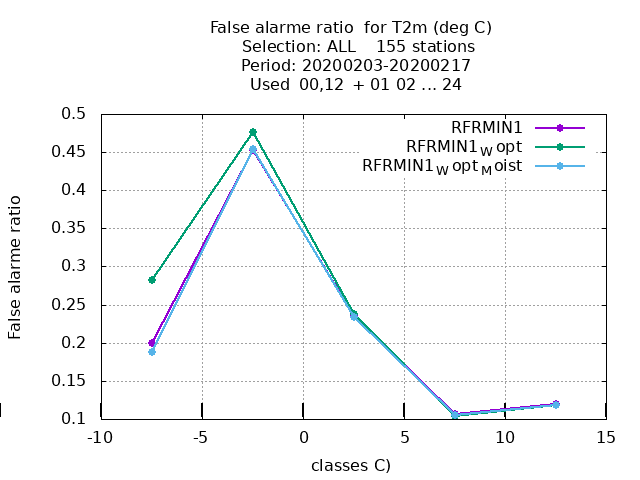 False alarme ratio  for T2m (deg C)
Selection: ALL    155 stations
Period: 20200203-20200217
Used  00,12  + 01 02 ... 24
RFRMIN1
RFRMIN1Wopt
RFRMIN1WoptMoist
False alarme ratio
0.5
0.45
0.4
0.35
0.3
0.25
0.2
0.15
0.1
-10 -5 0 5 10 15
classes C)